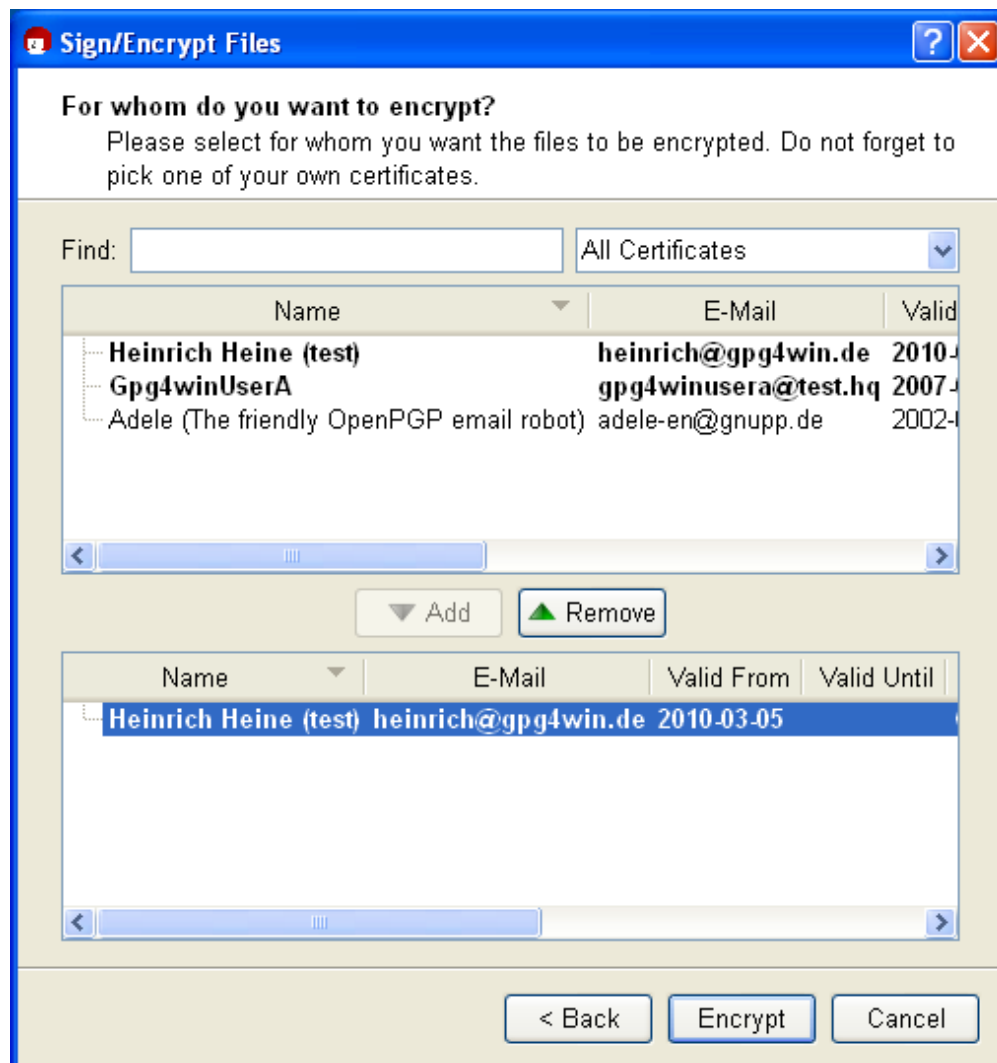 Sign/Encrypt Files
For whom do you want to encrypt?
Please select for whom you want the files to be encrypted. Do not forget to
pick one of your own certificates.
Find: All Certificates
Name E-Mail Valid
Heinrich Heine (test) heinrich@gpg4win.de 2010-
Gpg4winUserA gpg4winusera@test.hq 2007-
Adele (The friendly OpenPGP email robot) adele-en@gnupp.de 2002-
Add Remove
Name E-Mail Valid From Valid Until
Heinrich Heine (test) heinrich@gpg4win.de 2010-03-05
< Back Encrypt Cancel